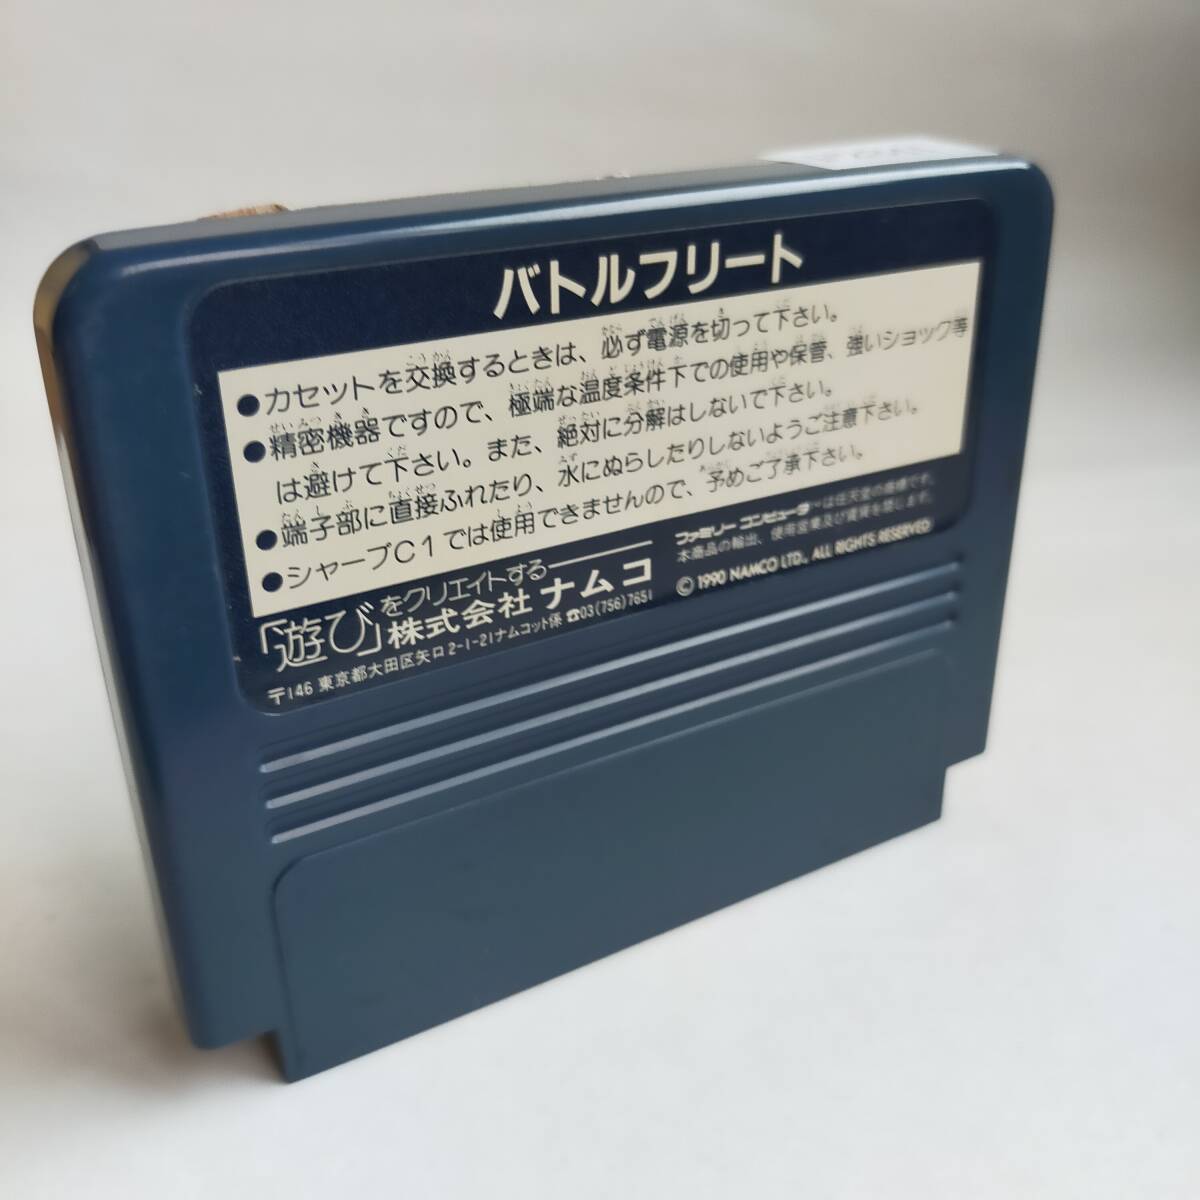 バトルフリート
●カセットを交換するときは、必ず電源を切って下さい。
●精密機器ですので、極端な温度条件下での使用や保管、強いショック等
は避けて下さい。また、絶対に分解はしないで下さい。
●端子部に直接ふれたり、水にぬらしたりしないようご注意下さい。
●シャープC1では使用できませんので、予めご了承下さい。
「遊び」をクリエイトする
株式会社ナムコ
〒146 東京都大田区矢口2-1-21ナムコット係 ☎03(756)7651
ファミリーコンピュータ™は任天堂の商標です。
本商品の輸出、使用営業及び賃貸を禁じます。
©1990 NAMCO LTD., ALL RIGHTS RESERVED